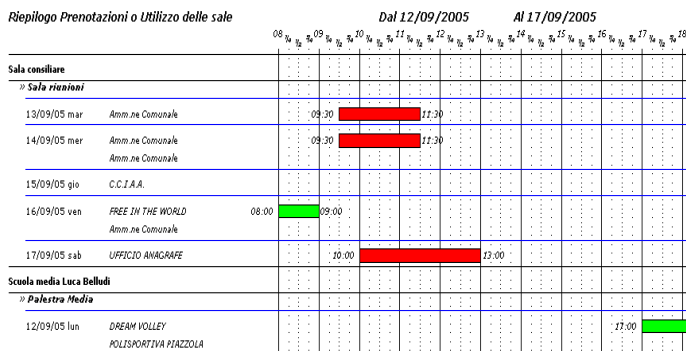 Riepilogo Prenotazioni o Utilizzo delle sale Dal 12/09/2005 Al 17/09/2005
08 ¼ ½ ¾ 09 ¼ ½ ¾ 10 ¼ ½ ¾ 11 ¼ ½ ¾ 12 ¼ ½ ¾ 13 ¼ ½ ¾ 14 ¼ ½ ¾ 15 ¼ ½ ¾ 16 ¼ ½ ¾ 17 ¼ ½ ¾ 18
Sala consiliare
» Sala riunioni
13/09/05 mar Amm.ne Comunale 09:30 11:30
14/09/05 mer Amm.ne Comunale 09:30 11:30
Amm.ne Comunale
15/09/05 gio C.C.I.A.A.
16/09/05 ven FREE IN THE WORLD 08:00 09:00
Amm.ne Comunale
17/09/05 sab UFFICIO ANAGRAFE 10:00 13:00
Scuola media Luca Belludi
» Palestra Media
12/09/05 lun DREAM VOLLEY 17:00
POLISPORTIVA PIAZZOLA